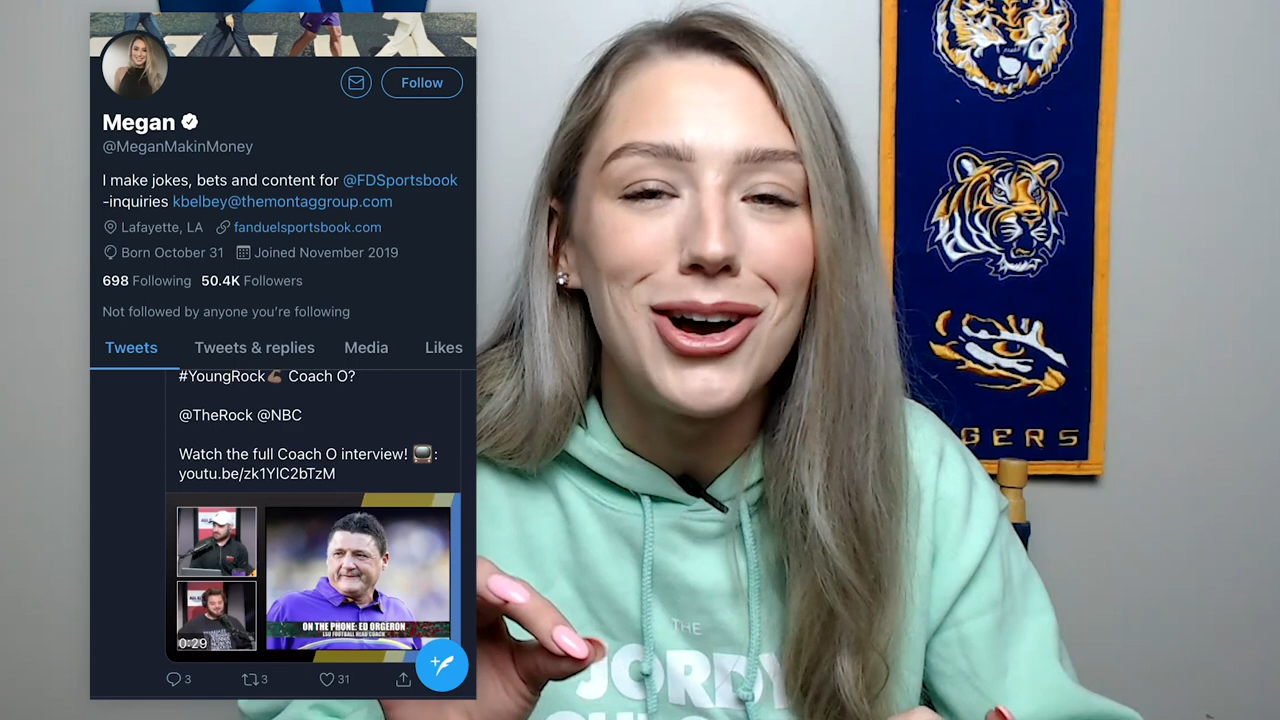 Follow
Megan
@MeganMakinMoney
I make jokes, bets and content for @FDSportsbook
-inquiries kbelbey@themontaggroup.com
Lafayette, LA fanduelsportsbook.com
Born October 31 Joined November 2019
698 Following 50.4K Followers
Not followed by anyone you're following
Tweets Tweets & replies Media Likes
#YoungRock💪🏾 Coach O?
@TheRock @NBC
Watch the full Coach O interview! 📺:
youtu.be/zk1YlC2bTzM
ON THE PHONE: ED ORGERON
LSU FOOTBALL HEAD COACH
0:29
3 3 31
GERS
THE
JORDY